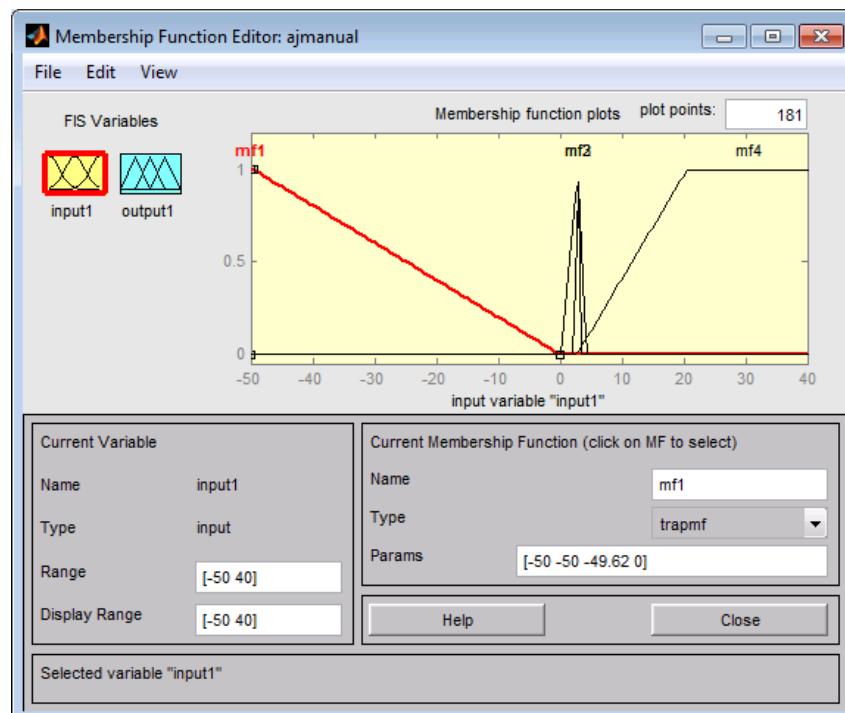 Membership Function Editor: ajmanual
File Edit View
FIS Variables
Membership function plots plot points: 181
input1 output1
mf1 mf4
1
0.5
0
-50 -40 -30 -20 -10 0 10 20 30 40
input variable "input1"
Current Variable
Name input1
Type input
Range [-50 40]
Display Range [-50 40]
Current Membership Function (click on MF to select)
Name mf1
Type trapmf
Params [-50 -50 -49.62 0]
Help Close
Selected variable "input1"